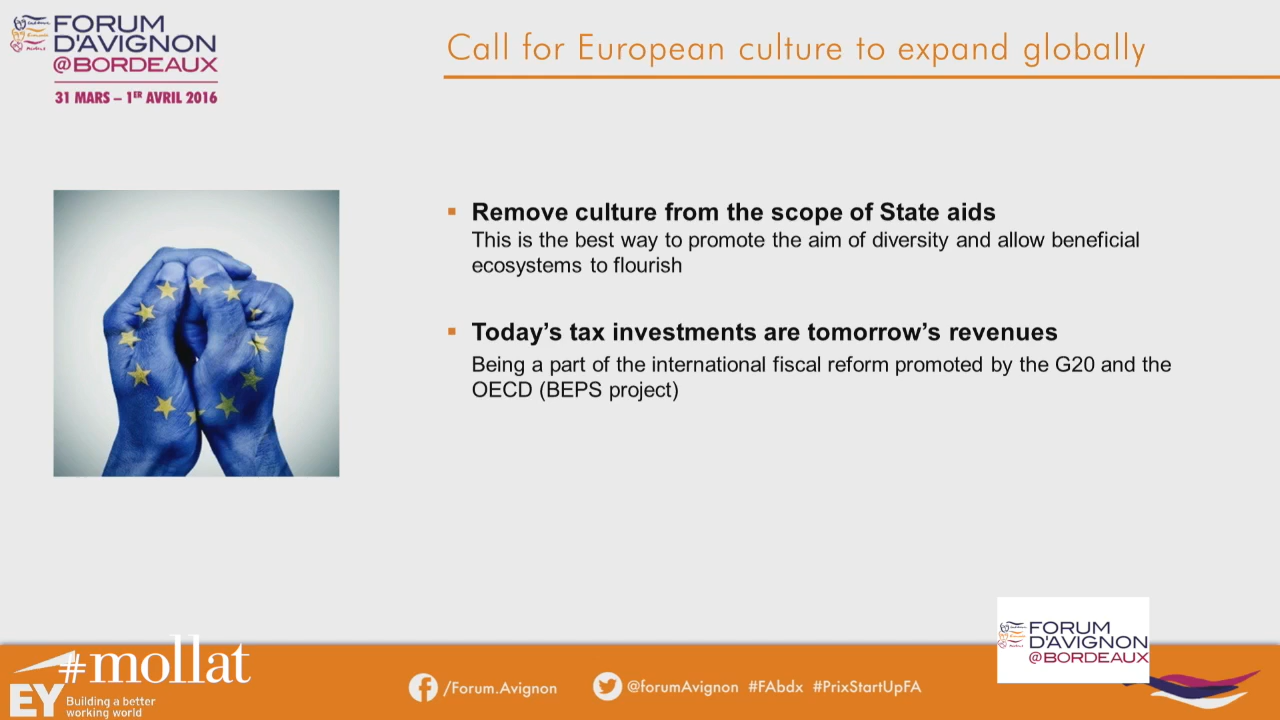 FORUM
D'AVIGNON
@BORDEAUX
31 MARS – 1ER AVRIL 2016
Call for European culture to expand globally
Remove culture from the scope of State aids
This is the best way to promote the aim of diversity and allow beneficial
ecosystems to flourish
Today's tax investments are tomorrow's revenues
Being a part of the international fiscal reform promoted by the G20 and the
OECD (BEPS project)
#mollat
EY
Building a better
working world
/Forum.Avignon
@forumAvignon #FAbdx #PrixStartUpFA
FORUM
D'AVIGNON
@BORDEAUX